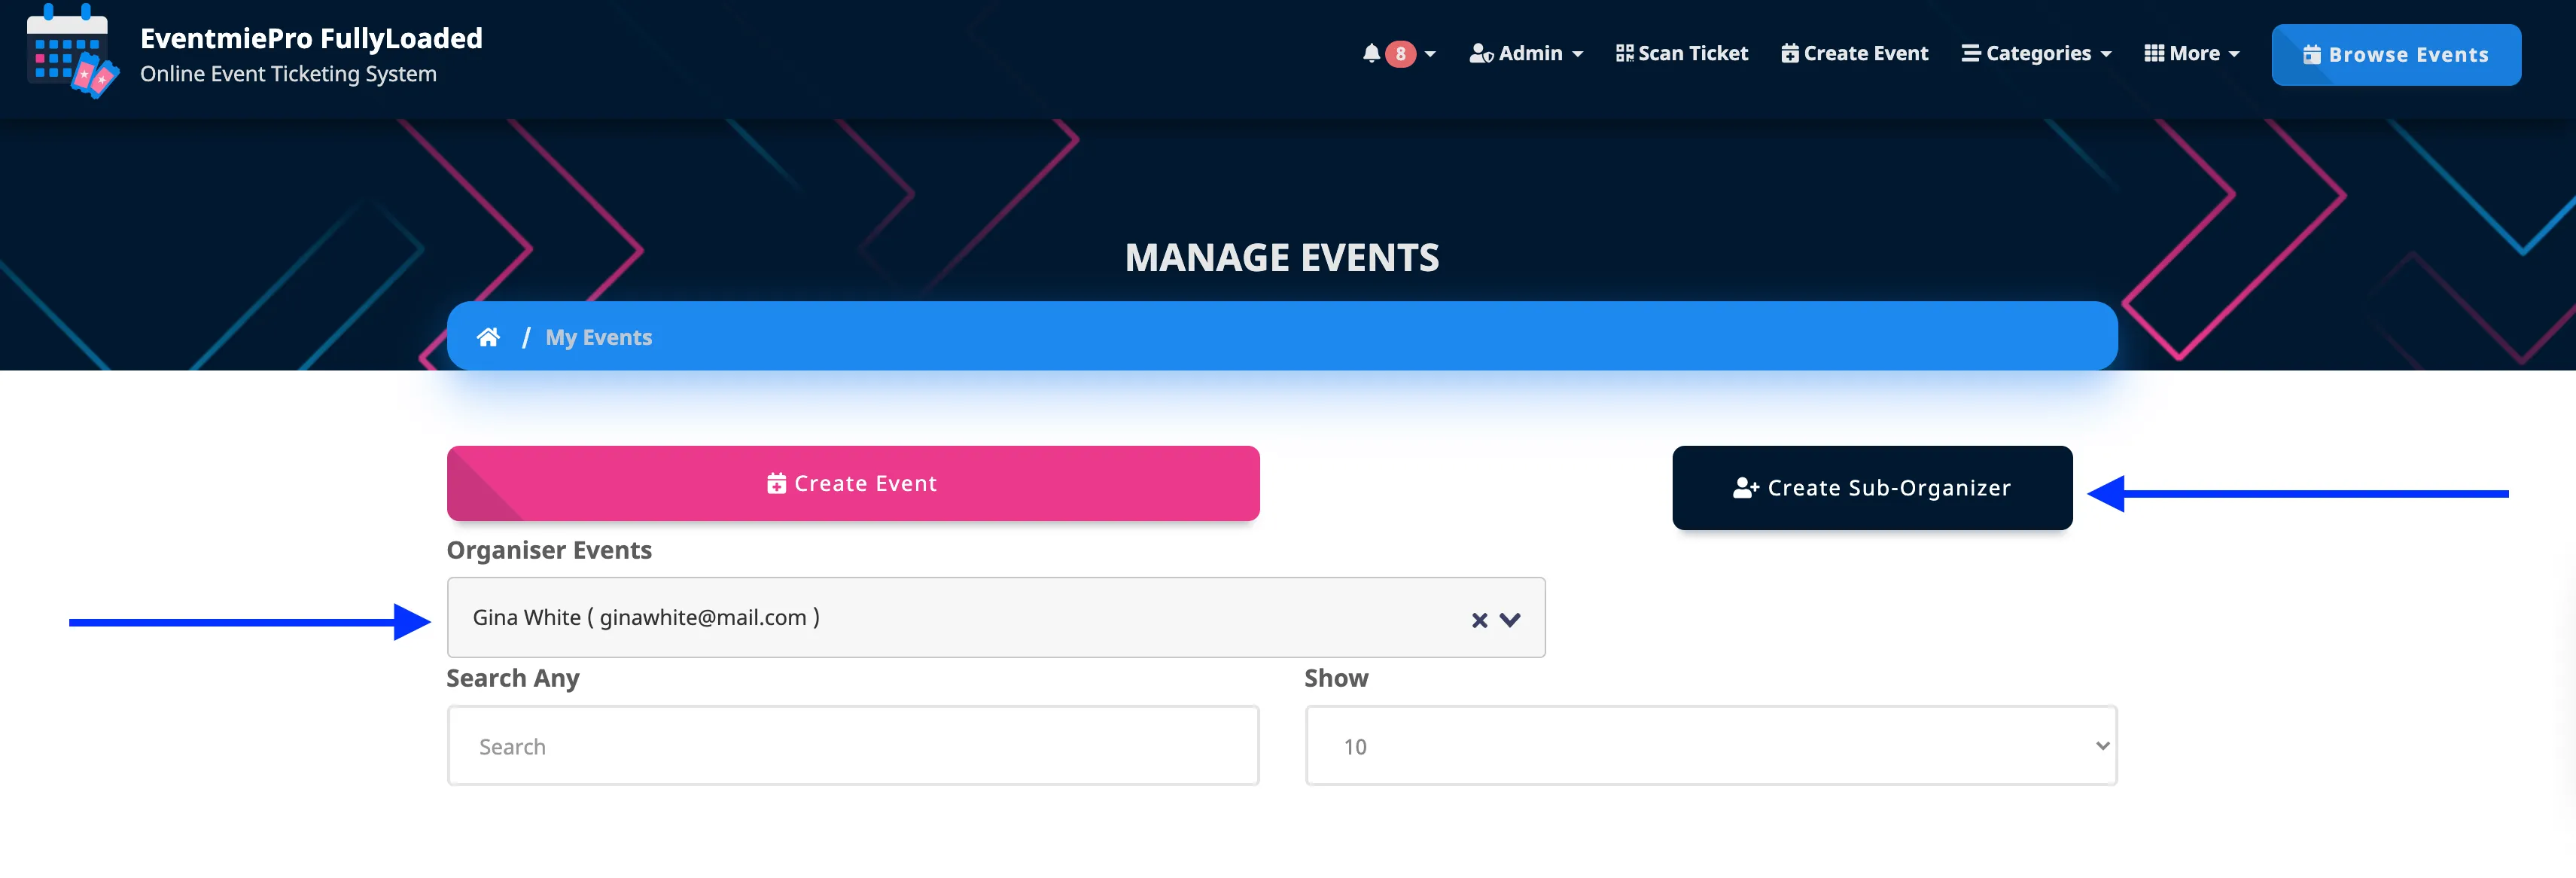 EventmiePro FullyLoaded
Online Event Ticketing System
8 Admin Scan Ticket Create Event Categories More Browse Events
MANAGE EVENTS
/ My Events
Create Event
Create Sub-Organizer
Organiser Events
Gina White ( ginawhite@mail.com )
Search Any
Show
Search
10